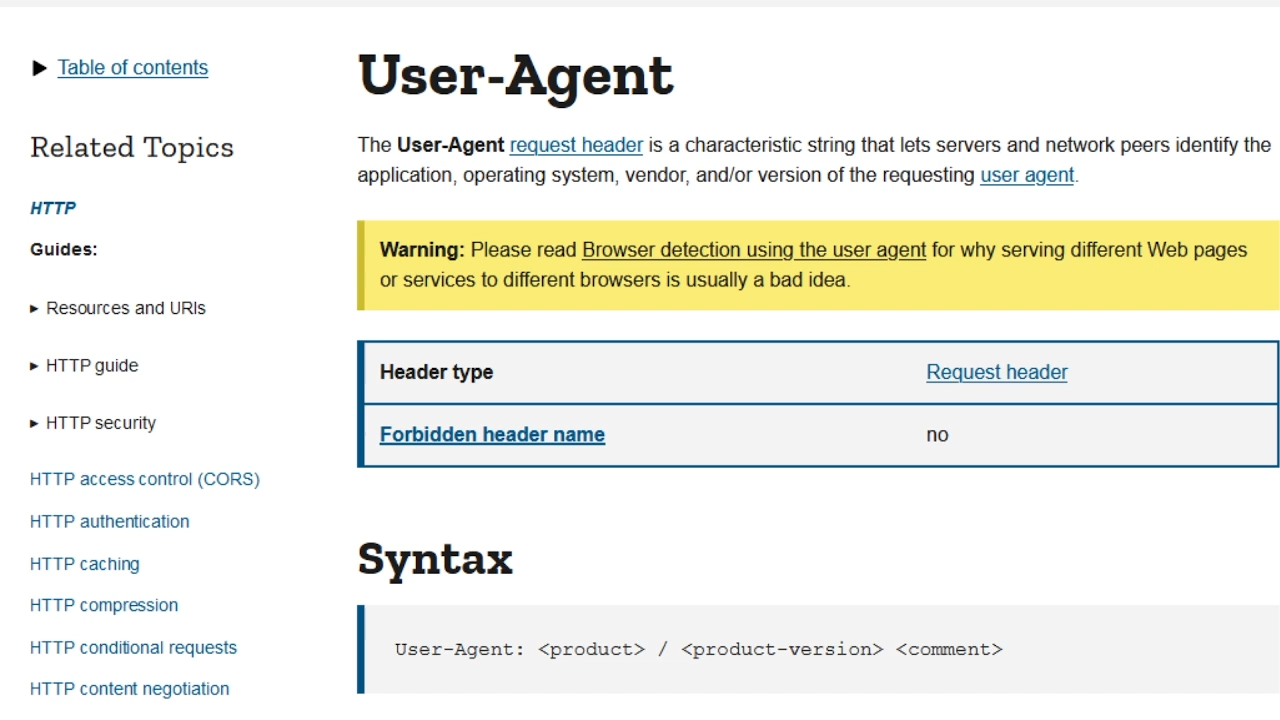 ▶ Table of contents
Related Topics
HTTP
Guides:
▸ Resources and URIs
▸ HTTP guide
▸ HTTP security
HTTP access control (CORS)
HTTP authentication
HTTP caching
HTTP compression
HTTP conditional requests
HTTP content negotiation
User-Agent
The User-Agent request header is a characteristic string that lets servers and network peers identify the
application, operating system, vendor, and/or version of the requesting user agent.
Warning: Please read Browser detection using the user agent for why serving different Web pages
or services to different browsers is usually a bad idea.
Header type Request header
Forbidden header name no
Syntax
User-Agent: <product> / <product-version> <comment>